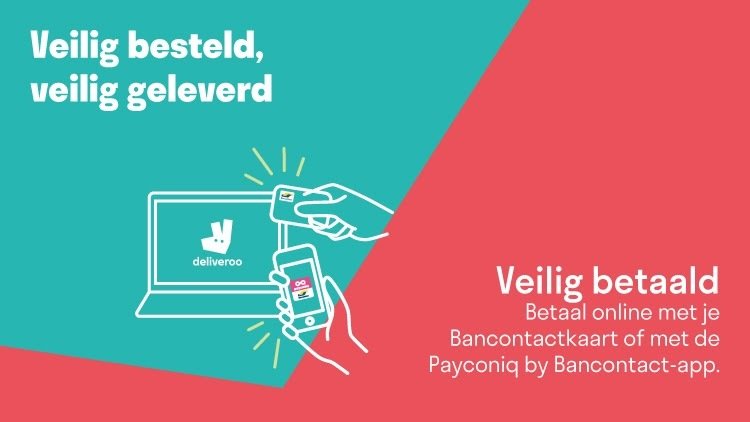 Veilig besteld,
veilig geleverd
deliveroo
Veilig betaald
Betaal online met je
Bancontactkaart of met de
Payconiq by Bancontact-app.